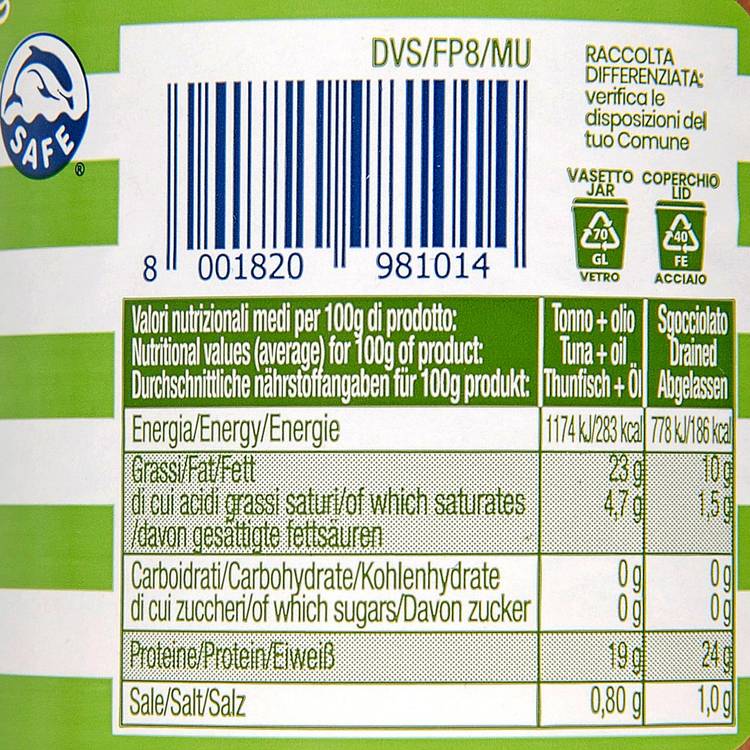 SAFE
®
DVS/FP8/MU
8 001820 981014
RACCOLTA
DIFFERENZIATA:
verifica le
disposizioni del
tuo Comune
VASETTO COPERCHIO
JAR LID
70 40
GL FE
VETRO ACCIAIO
Valori nutrizionali medi per 100g di prodotto:
Nutritional values (average) for 100g of product:
Durchschnittliche nährstoffangaben für 100g produkt:
Tonno + olio
Tuna + oil
Thunfisch + Öl
Sgocciolato
Drained
Abgelassen
Energia/Energy/Energie 1174 kJ/283 kcal 778 kJ/186 kcal
Grassi/Fat/Fett 23 g 10 g
di cui acidi grassi saturi/of which saturates 4,7 g 1,5 g
/davon gesättigte fettsäuren
Carboidrati/Carbohydrate/Kohlenhydrate 0 g 0 g
di cui zuccheri/of which sugars/Davon zucker 0 g 0 g
Proteine/Protein/Eiweiß 19 g 24 g
Sale/Salt/Salz 0,80 g 1,0 g